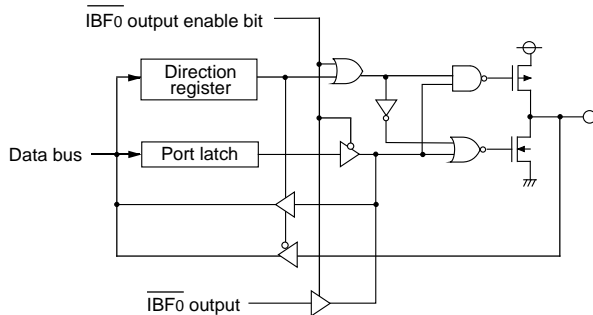 IBF0 output enable bit
Direction
register
Data bus
Port latch
IBF0 output